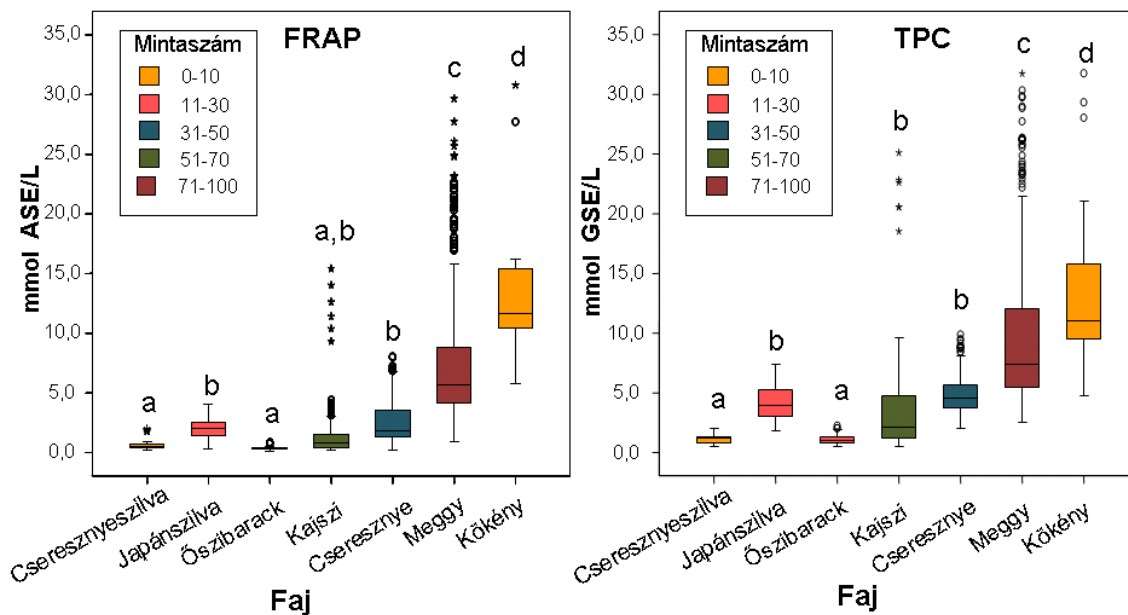 FRAP
mmol ASE/L
35,0
30,0
25,0
20,0
15,0
10,0
5,0
0,0
Mintaszám
0-10
11-30
31-50
51-70
71-100
a
b
a
a,b
b
c
d
Cseresznyeszilva
Japánszilva
Őszibarack
Kajszi
Cseresznye
Meggy
Kökény
Faj
TPC
mmol GSE/L
35,0
30,0
25,0
20,0
15,0
10,0
5,0
0,0
Mintaszám
0-10
11-30
31-50
51-70
71-100
a
b
a
b
b
c
d
Cseresznyeszilva
Japánszilva
Őszibarack
Kajszi
Cseresznye
Meggy
Kökény
Faj